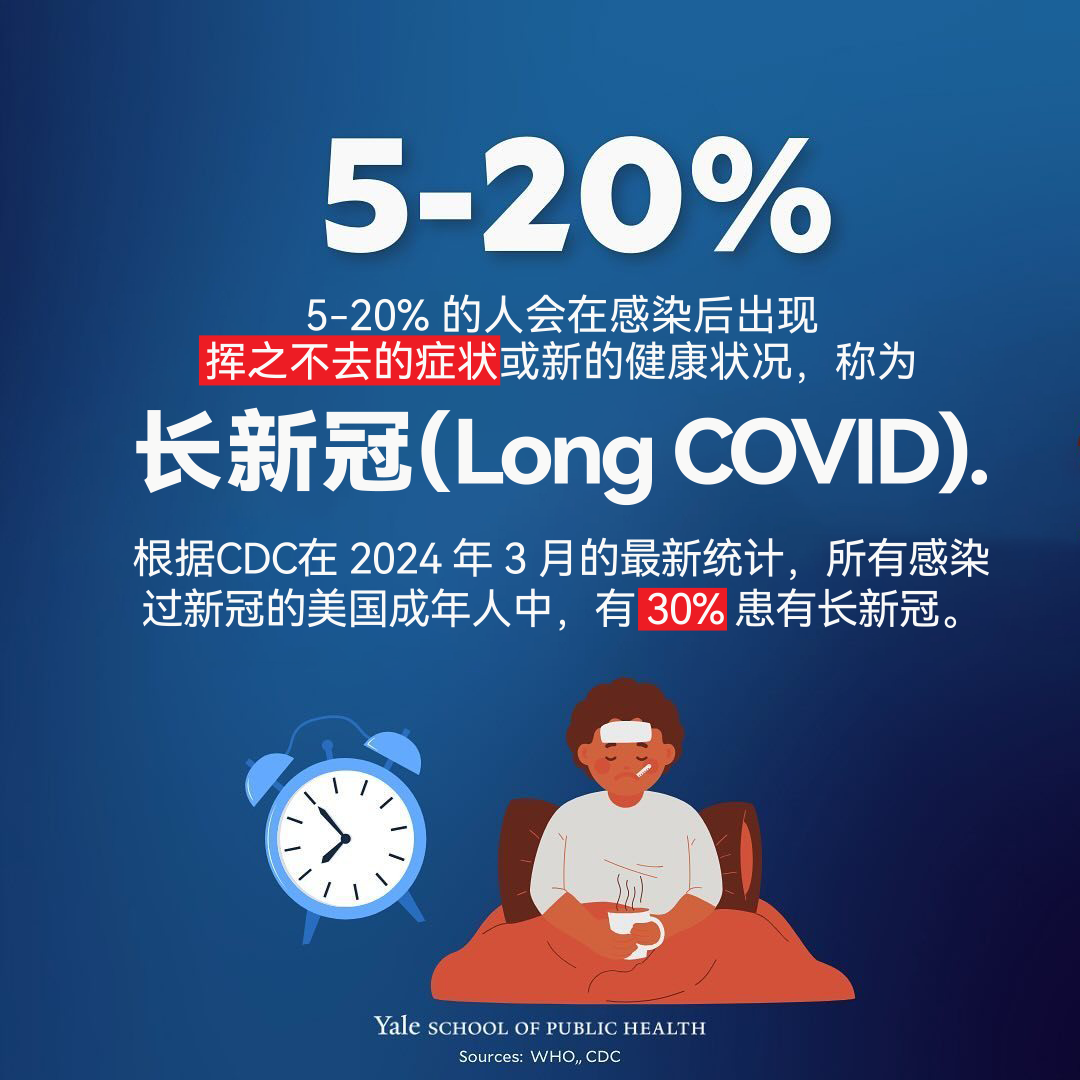 5-20%
5-20% 的人会在感染后出现
挥之不去的症状或新的健康状况，称为
长新冠(Long COVID).
根据CDC在 2024 年 3 月的最新统计，所有感染
过新冠的美国成年人中，有 30% 患有长新冠。
Yale SCHOOL OF PUBLIC HEALTH
Sources: WHO,, CDC